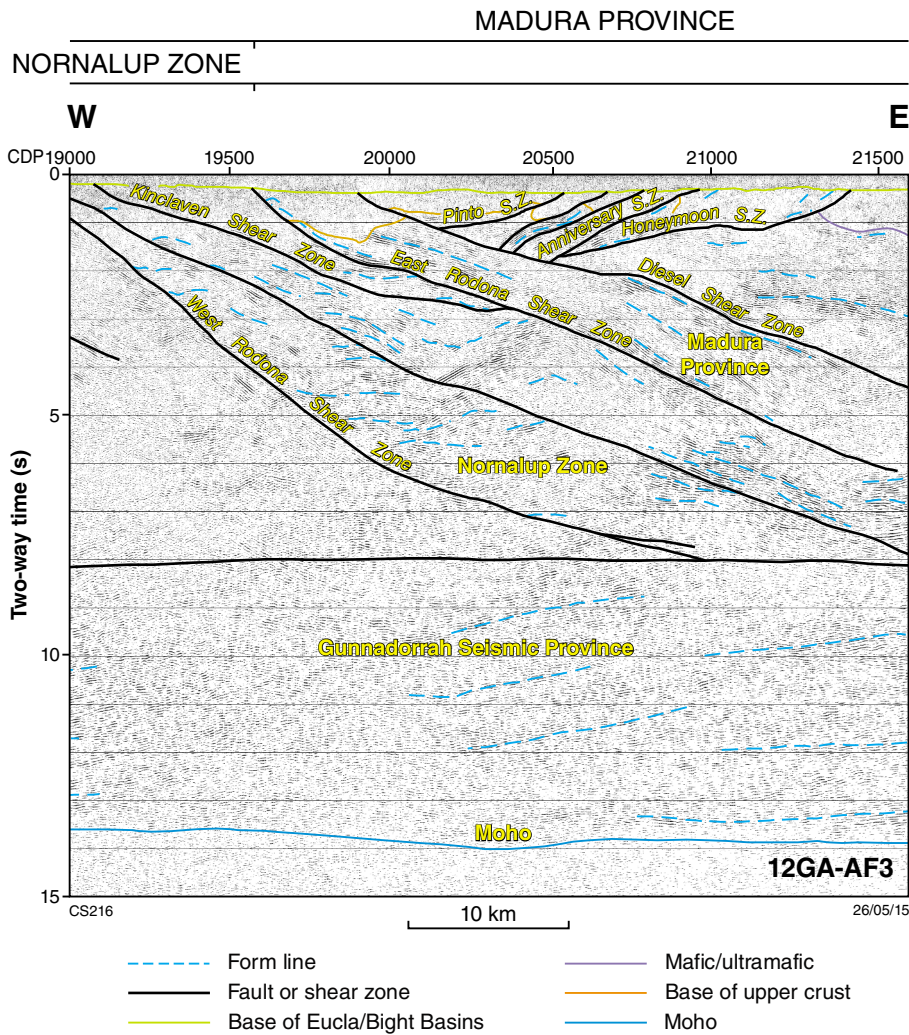 MADURA PROVINCE
NORNALUP ZONE
W
E
CDP 19000 19500 20000 20500 21000 21500
0
Kinclaven Shear Zone
Pinto S.Z.
Anniversary S.Z.
Honeymoon S.Z.
East Rodona Shear Zone
Diesel Shear Zone
West Rodona Shear Zone
Madura
Province
5
Nornalup Zone
Two-way time (s)
10
Gunnadorrah Seismic Province
Moho
12GA-AF3
15
CS216
10 km
26/05/15
Form line
Mafic/ultramafic
Fault or shear zone
Base of upper crust
Base of Eucla/Bight Basins
Moho